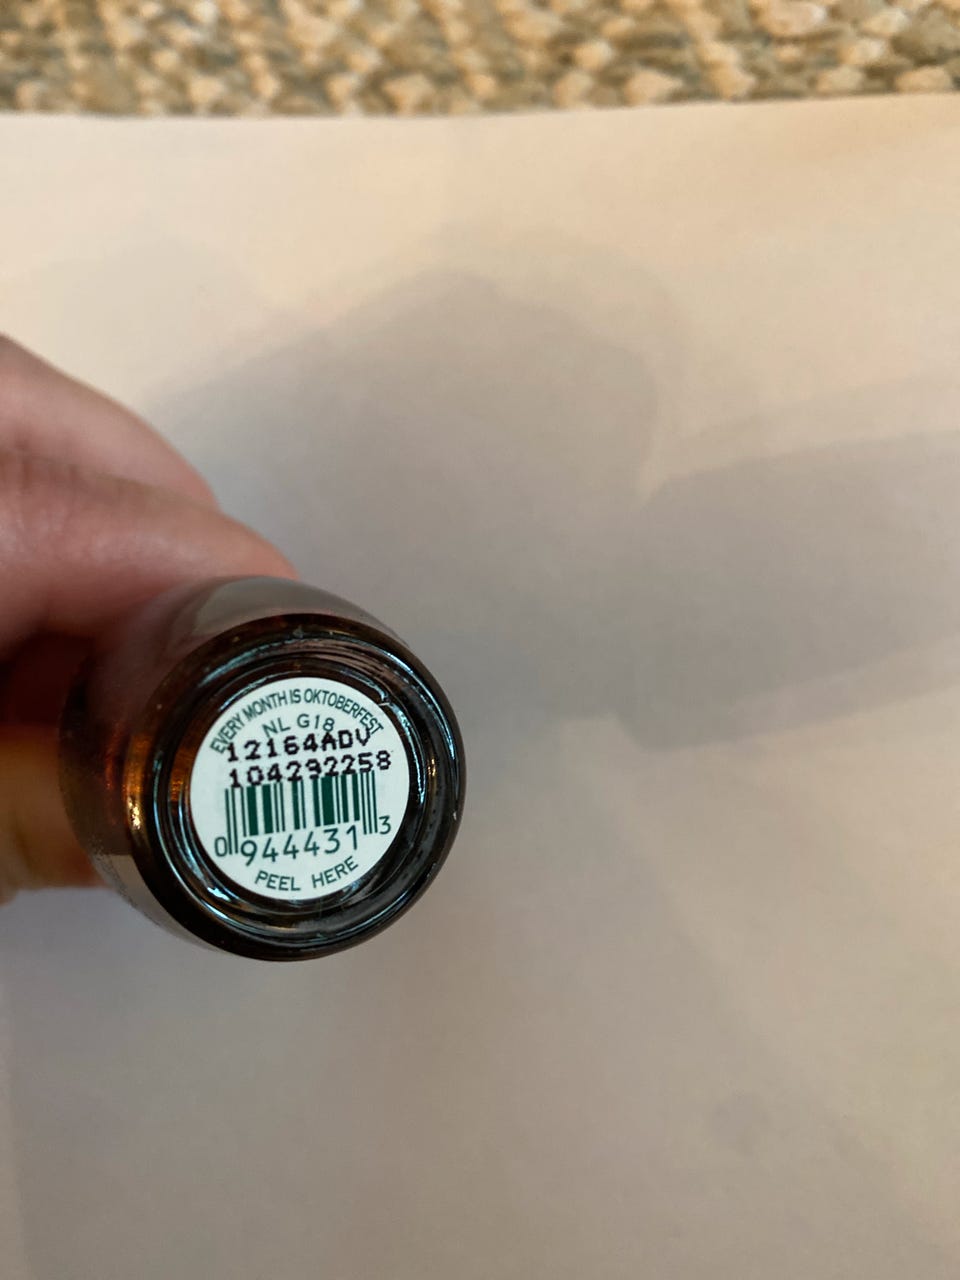 EVERY MONTH IS OKTOBERFEST
NL G18
12164ADV
104292258
0 944431 3
PEEL HERE